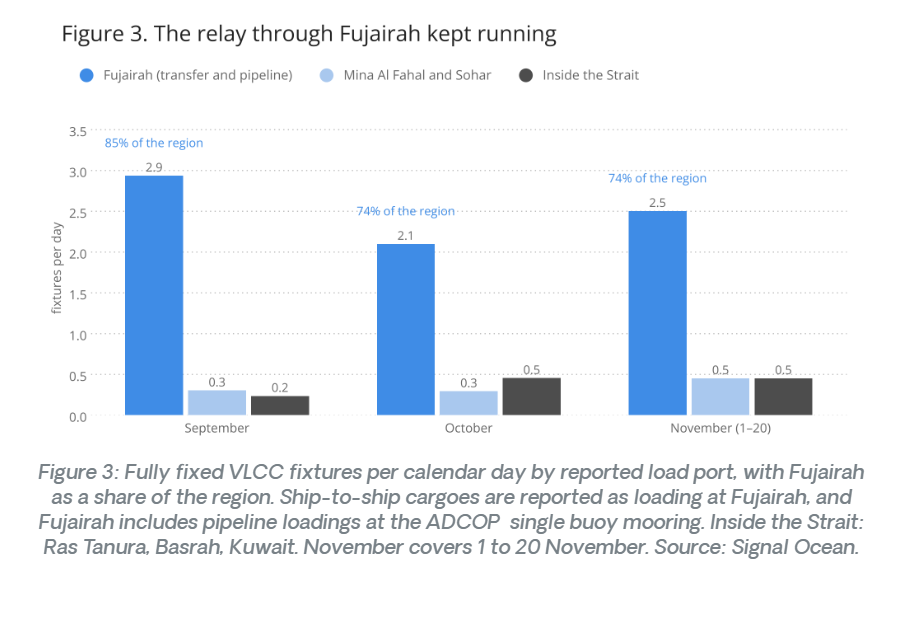 Figure 3. The relay through Fujairah kept running
Fujairah (transfer and pipeline) Mina Al Fahal and Sohar Inside the Strait
3.5
85% of the region
2.9
3.0
74% of the region
2.5
2.5
74% of the region
2.1
2.0
fixtures per day
1.5
1.0
0.5
0.3
0.2
0.3
0.5
0.5
0.5
0.0
September October November (1–20)
Figure 3: Fully fixed VLCC fixtures per calendar day by reported load port, with Fujairah
as a share of the region. Ship-to-ship cargoes are reported as loading at Fujairah, and
Fujairah includes pipeline loadings at the ADCOP single buoy mooring. Inside the Strait:
Ras Tanura, Basrah, Kuwait. November covers 1 to 20 November. Source: Signal Ocean.